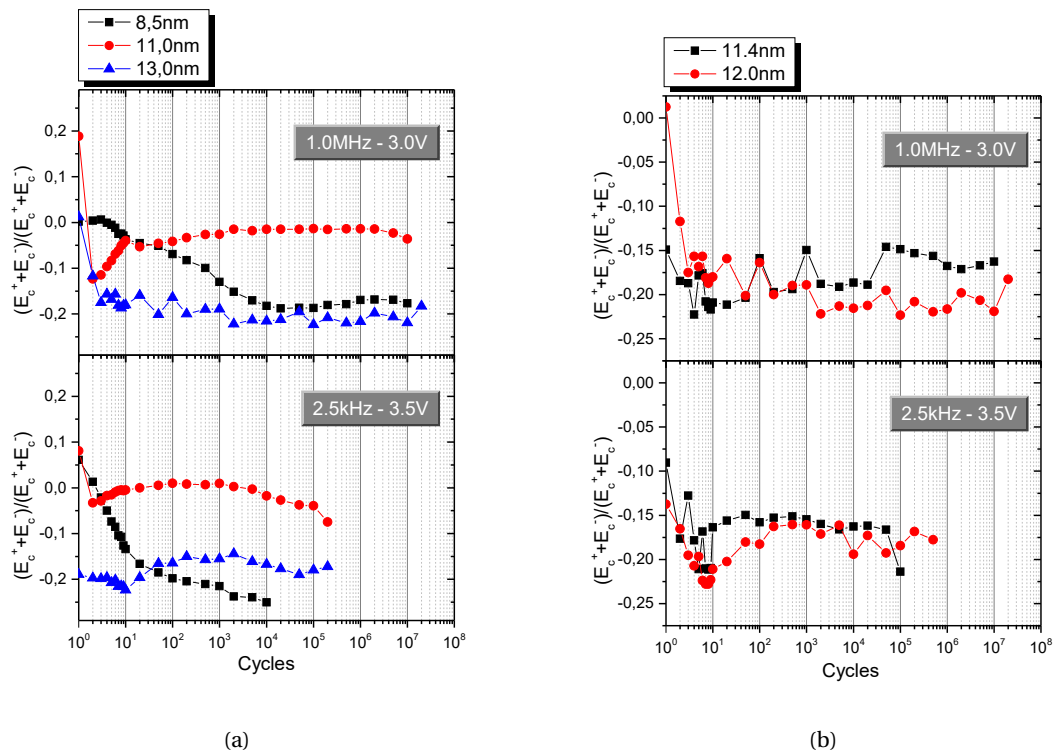 8,5nm
11,0nm
13,0nm
0,2
0,1
0,0
-0,1
-0,2
(E_c^+ +E_c^-)/(E_c^+ +E_c^-)
1.0MHz - 3.0V
0,2
0,1
0,0
-0,1
-0,2
(E_c^+ +E_c^-)/(E_c^+ +E_c^-)
2.5kHz - 3.5V
10^0 10^1 10^2 10^3 10^4 10^5 10^6 10^7 10^8
Cycles
(a)
11.4nm
12.0nm
0,00
-0,05
-0,10
-0,15
-0,20
-0,25
(E_c^+ +E_c^-)/(E_c^+ +E_c^-)
1.0MHz - 3.0V
0,00
-0,05
-0,10
-0,15
-0,20
-0,25
(E_c^+ +E_c^-)/(E_c^+ +E_c^-)
2.5kHz - 3.5V
10^0 10^1 10^2 10^3 10^4 10^5 10^6 10^7 10^8
Cycles
(b)